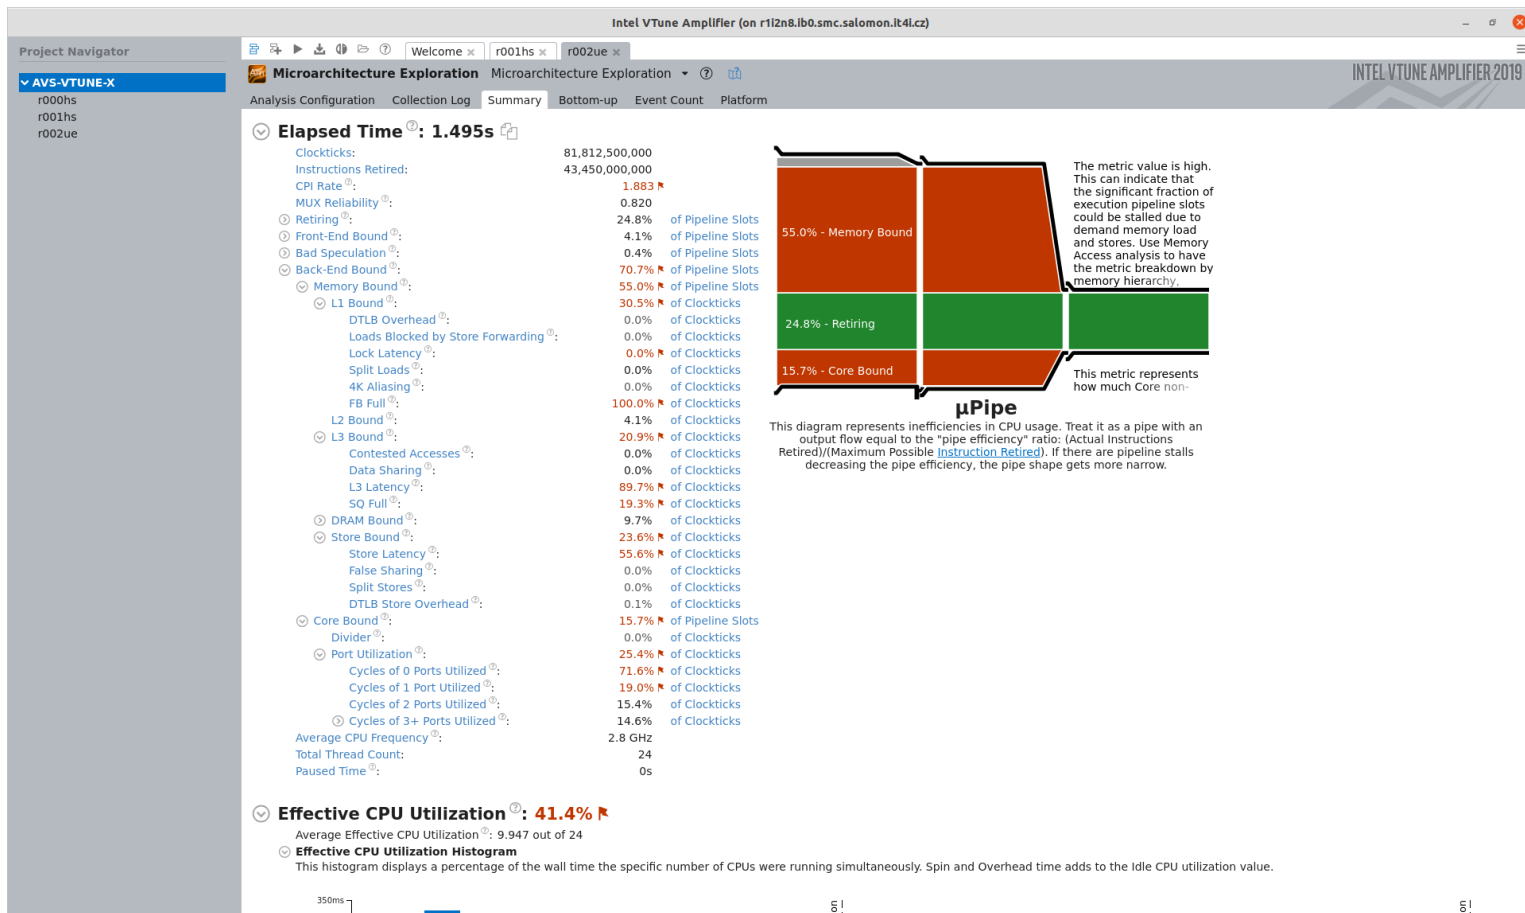 Intel VTune Amplifier (on r1i2n8.ib0.smc.salomon.it4i.cz)
Project Navigator
AVS-VTUNE-X
r000hs
r001hs
r002ue
Welcome
r001hs
r002ue
Microarchitecture Exploration Microarchitecture Exploration
INTEL VTUNE AMPLIFIER 2019
Analysis Configuration Collection Log Summary Bottom-up Event Count Platform
Elapsed Time: 1.495s
Clockticks: 81,812,500,000
Instructions Retired: 43,450,000,000
CPI Rate: 1.883
MUX Reliability: 0.820
Retiring: 24.8% of Pipeline Slots
Front-End Bound: 4.1% of Pipeline Slots
Bad Speculation: 0.4% of Pipeline Slots
Back-End Bound: 70.7% of Pipeline Slots
Memory Bound: 55.0% of Pipeline Slots
L1 Bound: 30.5% of Clockticks
DTLB Overhead: 0.0% of Clockticks
Loads Blocked by Store Forwarding: 0.0% of Clockticks
Lock Latency: 0.0% of Clockticks
Split Loads: 0.0% of Clockticks
4K Aliasing: 0.0% of Clockticks
FB Full: 100.0% of Clockticks
L2 Bound: 4.1% of Clockticks
L3 Bound: 20.9% of Clockticks
Contested Accesses: 0.0% of Clockticks
Data Sharing: 0.0% of Clockticks
L3 Latency: 89.7% of Clockticks
SQ Full: 19.3% of Clockticks
DRAM Bound: 9.7% of Clockticks
Store Bound: 23.6% of Clockticks
Store Latency: 55.6% of Clockticks
False Sharing: 0.0% of Clockticks
Split Stores: 0.0% of Clockticks
DTLB Store Overhead: 0.1% of Clockticks
Core Bound: 15.7% of Pipeline Slots
Divider: 0.0% of Clockticks
Port Utilization: 25.4% of Clockticks
Cycles of 0 Ports Utilized: 71.6% of Clockticks
Cycles of 1 Port Utilized: 19.0% of Clockticks
Cycles of 2 Ports Utilized: 15.4% of Clockticks
Cycles of 3+ Ports Utilized: 14.6% of Clockticks
Average CPU Frequency: 2.8 GHz
Total Thread Count: 24
Paused Time: 0s
55.0% - Memory Bound
24.8% - Retiring
15.7% - Core Bound
The metric value is high.
This can indicate that
the significant fraction of
execution pipeline slots
could be stalled due to
demand memory load
and stores. Use Memory
Access analysis to have
the metric breakdown by
memory hierarchy,
This metric represents
how much Core non-
µPipe
This diagram represents inefficiencies in CPU usage. Treat it as a pipe with an
output flow equal to the "pipe efficiency" ratio: (Actual Instructions
Retired)/(Maximum Possible Instruction Retired). If there are pipeline stalls
decreasing the pipe efficiency, the pipe shape gets more narrow.
Effective CPU Utilization: 41.4%
Average Effective CPU Utilization: 9.947 out of 24
Effective CPU Utilization Histogram
This histogram displays a percentage of the wall time the specific number of CPUs were running simultaneously. Spin and Overhead time adds to the Idle CPU utilization value.
350ms